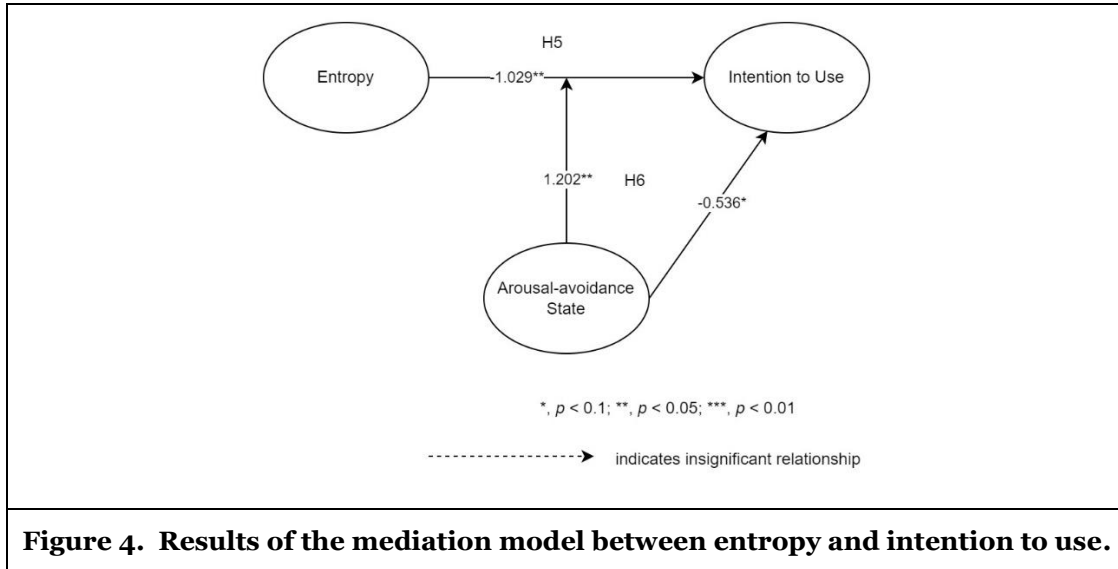 H5
Entropy
-1.029**
Intention to Use
1.202**
H6
-0.536*
Arousal-avoidance
State
*, p < 0.1; **, p < 0.05; ***, p < 0.01
indicates insignificant relationship
Figure 4. Results of the mediation model between entropy and intention to use.